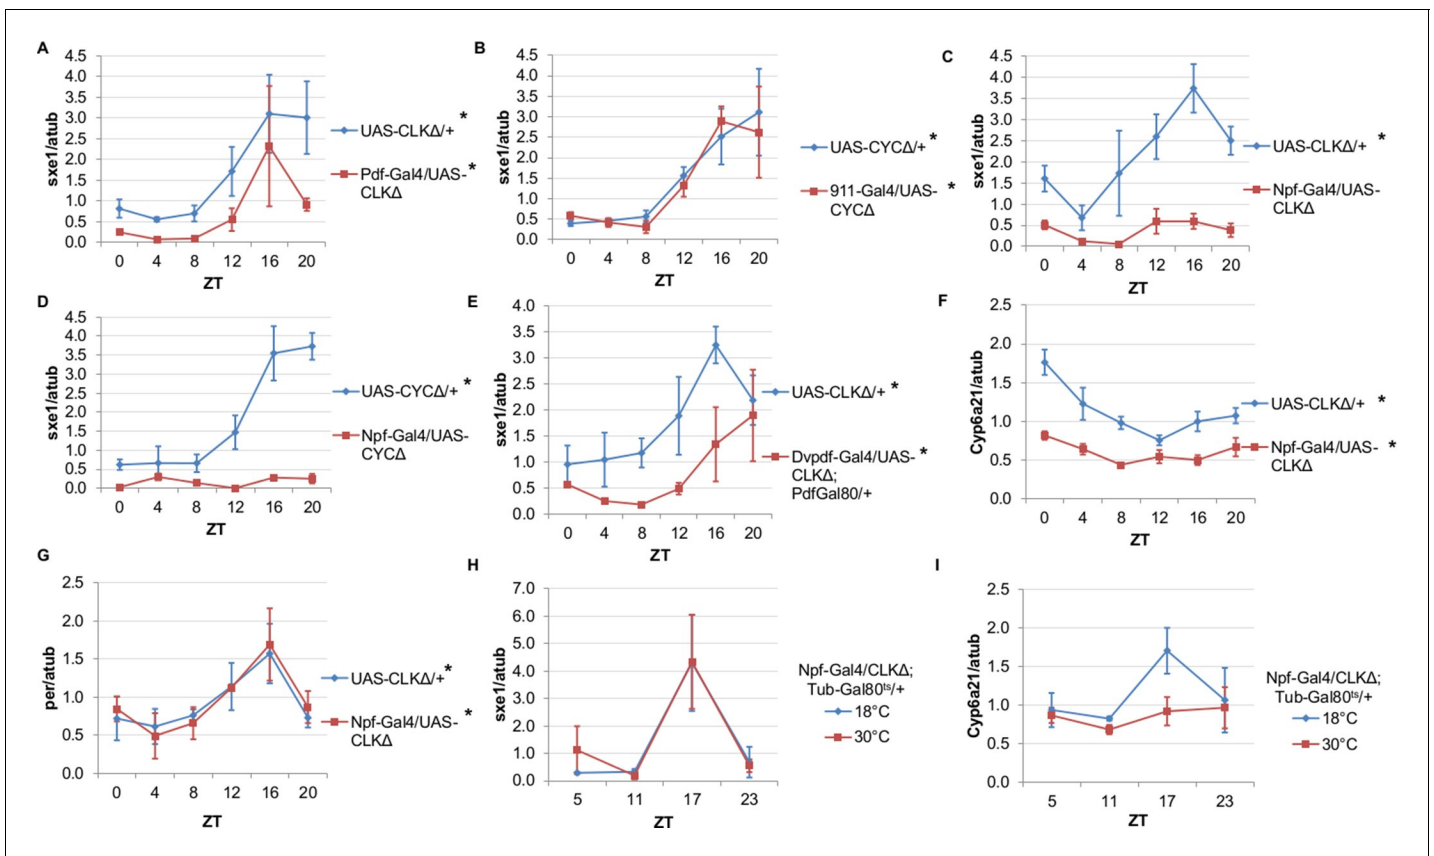 A
4.5
4.0
3.5
3.0
2.5
2.0
1.5
1.0
0.5
0.0
sxe1/atub
0 4 8 12 16 20
ZT
UAS-CLKΔ/+ *
Pdf-Gal4/UAS- *
CLKΔ
B
4.5
4.0
3.5
3.0
2.5
2.0
1.5
1.0
0.5
0.0
sxe1/atub
0 4 8 12 16 20
ZT
UAS-CYCΔ/+ *
911-Gal4/UAS- *
CYCΔ
C
4.5
4.0
3.5
3.0
2.5
2.0
1.5
1.0
0.5
0.0
sxe1/atub
0 4 8 12 16 20
ZT
UAS-CLKΔ/+ *
Npf-Gal4/UAS-
CLKΔ
D
4.5
4.0
3.5
3.0
2.5
2.0
1.5
1.0
0.5
0.0
sxe1/atub
0 4 8 12 16 20
ZT
UAS-CYCΔ/+ *
Npf-Gal4/UAS-
CYCΔ
E
4.0
3.5
3.0
2.5
2.0
1.5
1.0
0.5
0.0
sxe1/atub
0 4 8 12 16 20
ZT
UAS-CLKΔ/+ *
Dvpdf-Gal4/UAS- *
CLKΔ;
PdfGal80/+
F
2.5
2.0
1.5
1.0
0.5
0.0
Cyp6a21/atub
0 4 8 12 16 20
ZT
UAS-CLKΔ/+ *
Npf-Gal4/UAS- *
CLKΔ
G
2.5
2.0
1.5
1.0
0.5
0.0
per/atub
0 4 8 12 16 20
ZT
UAS-CLKΔ/+ *
Npf-Gal4/UAS- *
CLKΔ
H
7.0
6.0
5.0
4.0
3.0
2.0
1.0
0.0
sxe1/atub
5 11 17 23
ZT
Npf-Gal4/CLKΔ;
Tub-Gal80ᵗˢ/+
18°C
30°C
I
2.5
2.0
1.5
1.0
0.5
0.0
Cyp6a21/atub
5 11 17 23
ZT
Npf-Gal4/CLKΔ;
Tub-Gal80ᵗˢ/+
18°C
30°C